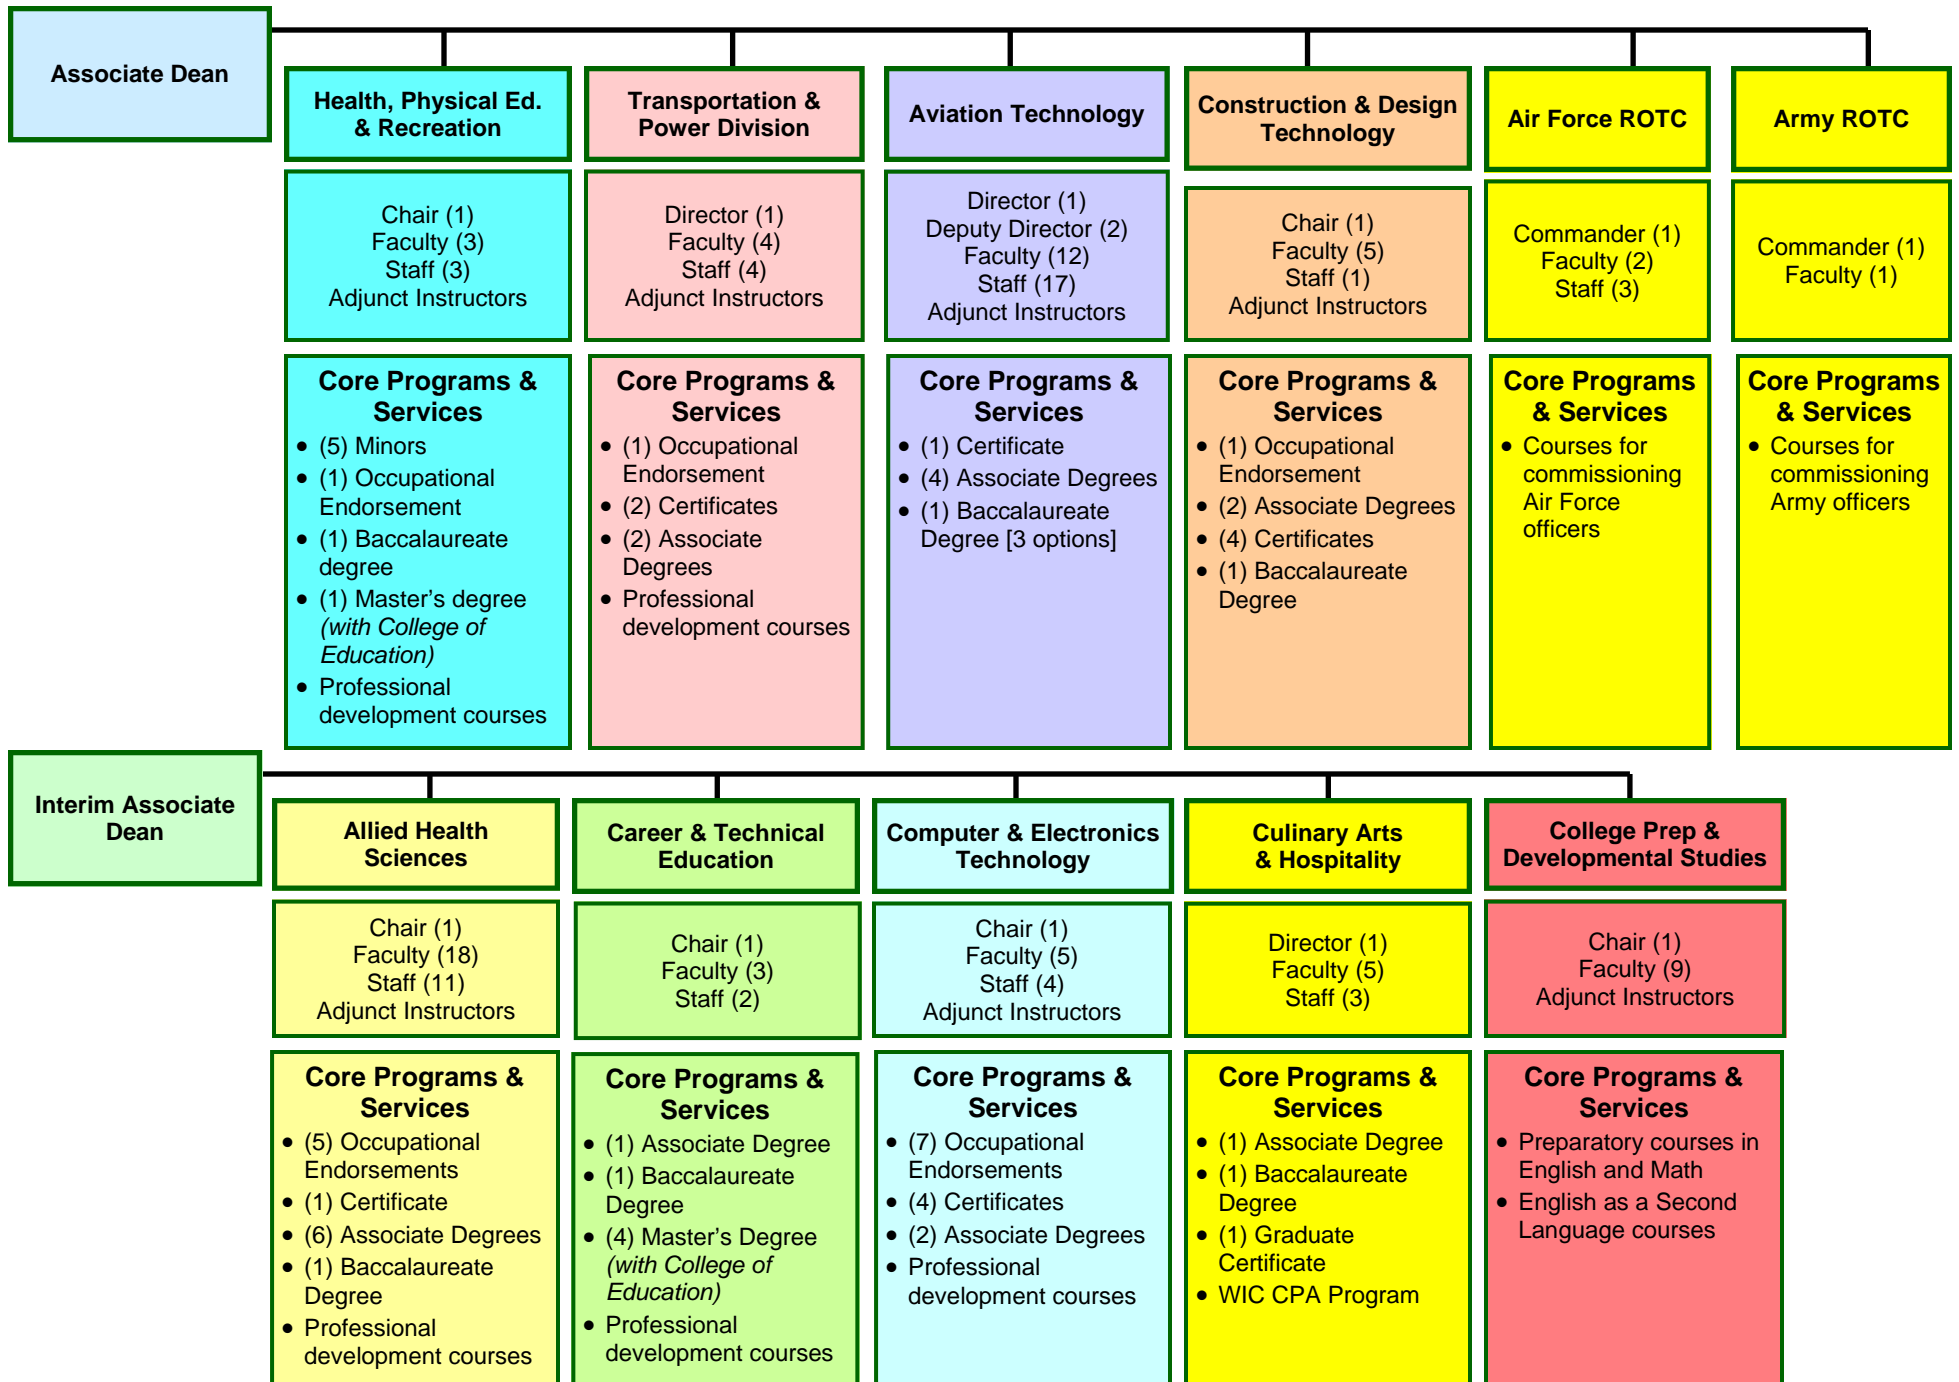 Associate Dean
Health, Physical Ed.
& Recreation
Transportation &
Power Division
Aviation Technology
Construction & Design
Technology
Air Force ROTC
Army ROTC
Chair (1)
Faculty (3)
Staff (3)
Adjunct Instructors
Director (1)
Faculty (4)
Staff (4)
Adjunct Instructors
Director (1)
Deputy Director (2)
Faculty (12)
Staff (17)
Adjunct Instructors
Chair (1)
Faculty (5)
Staff (1)
Adjunct Instructors
Commander (1)
Faculty (2)
Staff (3)
Commander (1)
Faculty (1)
Core Programs &
Services
• (5) Minors
• (1) Occupational
Endorsement
• (1) Baccalaureate
degree
• (1) Master’s degree
(with College of
Education)
• Professional
development courses
Core Programs &
Services
• (1) Occupational
Endorsement
• (2) Certificates
• (2) Associate
Degrees
• Professional
development courses
Core Programs &
Services
• (1) Certificate
• (4) Associate Degrees
• (1) Baccalaureate
Degree [3 options]
Core Programs &
Services
• (1) Occupational
Endorsement
• (2) Associate Degrees
• (4) Certificates
• (1) Baccalaureate
Degree
Core Programs
& Services
• Courses for
commissioning
Air Force
officers
Core Programs
& Services
• Courses for
commissioning
Army officers
Interim Associate
Dean
Allied Health
Sciences
Career & Technical
Education
Computer & Electronics
Technology
Culinary Arts
& Hospitality
College Prep &
Developmental Studies
Chair (1)
Faculty (18)
Staff (11)
Adjunct Instructors
Chair (1)
Faculty (3)
Staff (2)
Chair (1)
Faculty (5)
Staff (4)
Adjunct Instructors
Director (1)
Faculty (5)
Staff (3)
Chair (1)
Faculty (9)
Adjunct Instructors
Core Programs &
Services
• (5) Occupational
Endorsements
• (1) Certificate
• (6) Associate Degrees
• (1) Baccalaureate
Degree
• Professional
development courses
Core Programs &
Services
• (1) Associate Degree
• (1) Baccalaureate
Degree
• (4) Master’s Degree
(with College of
Education)
• Professional
development courses
Core Programs &
Services
• (7) Occupational
Endorsements
• (4) Certificates
• (2) Associate Degrees
• Professional
development courses
Core Programs &
Services
• (1) Associate Degree
• (1) Baccalaureate
Degree
• (1) Graduate
Certificate
• WIC CPA Program
Core Programs &
Services
• Preparatory courses in
English and Math
• English as a Second
Language courses